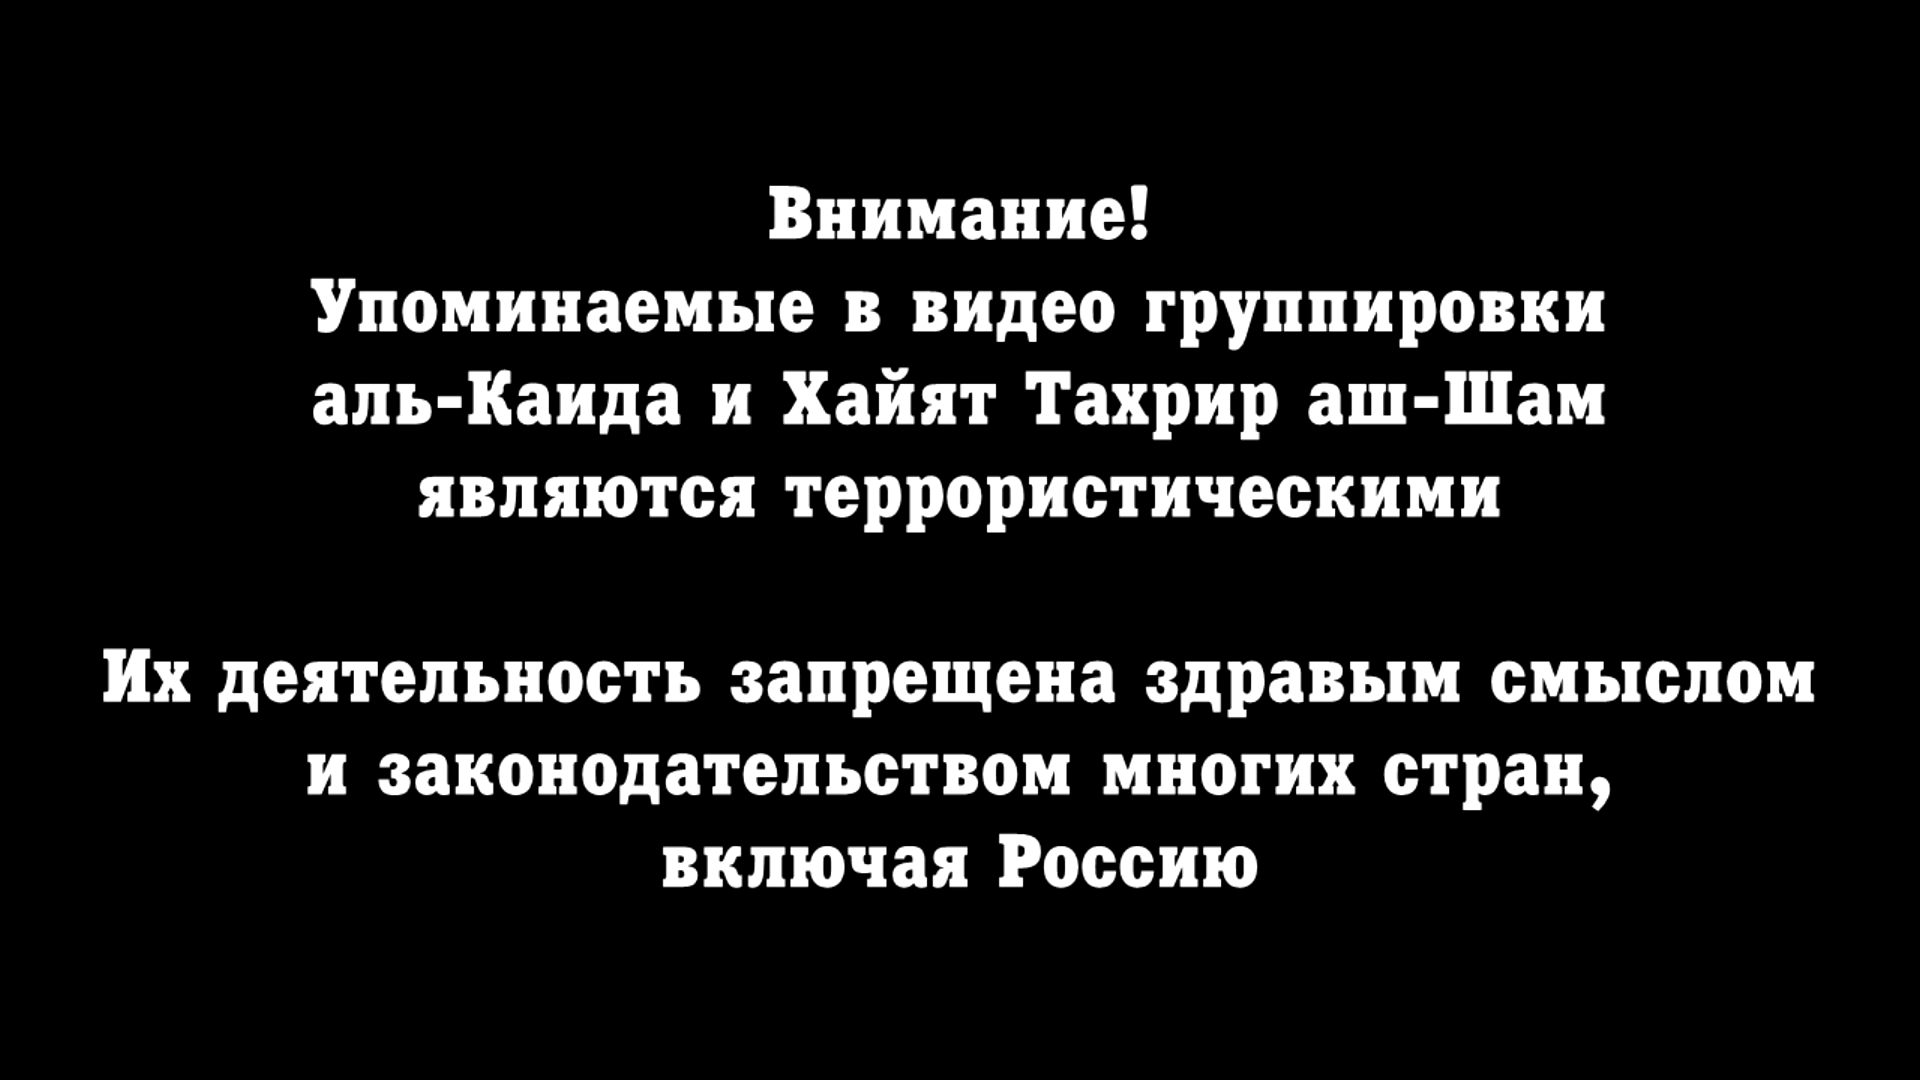 Внимание!
Упоминаемые в видео группировки
аль-Каида и Хайят Тахрир аш-Шам
являются террористическими
Их деятельность запрещена здравым смыслом
и законодательством многих стран,
включая Россию